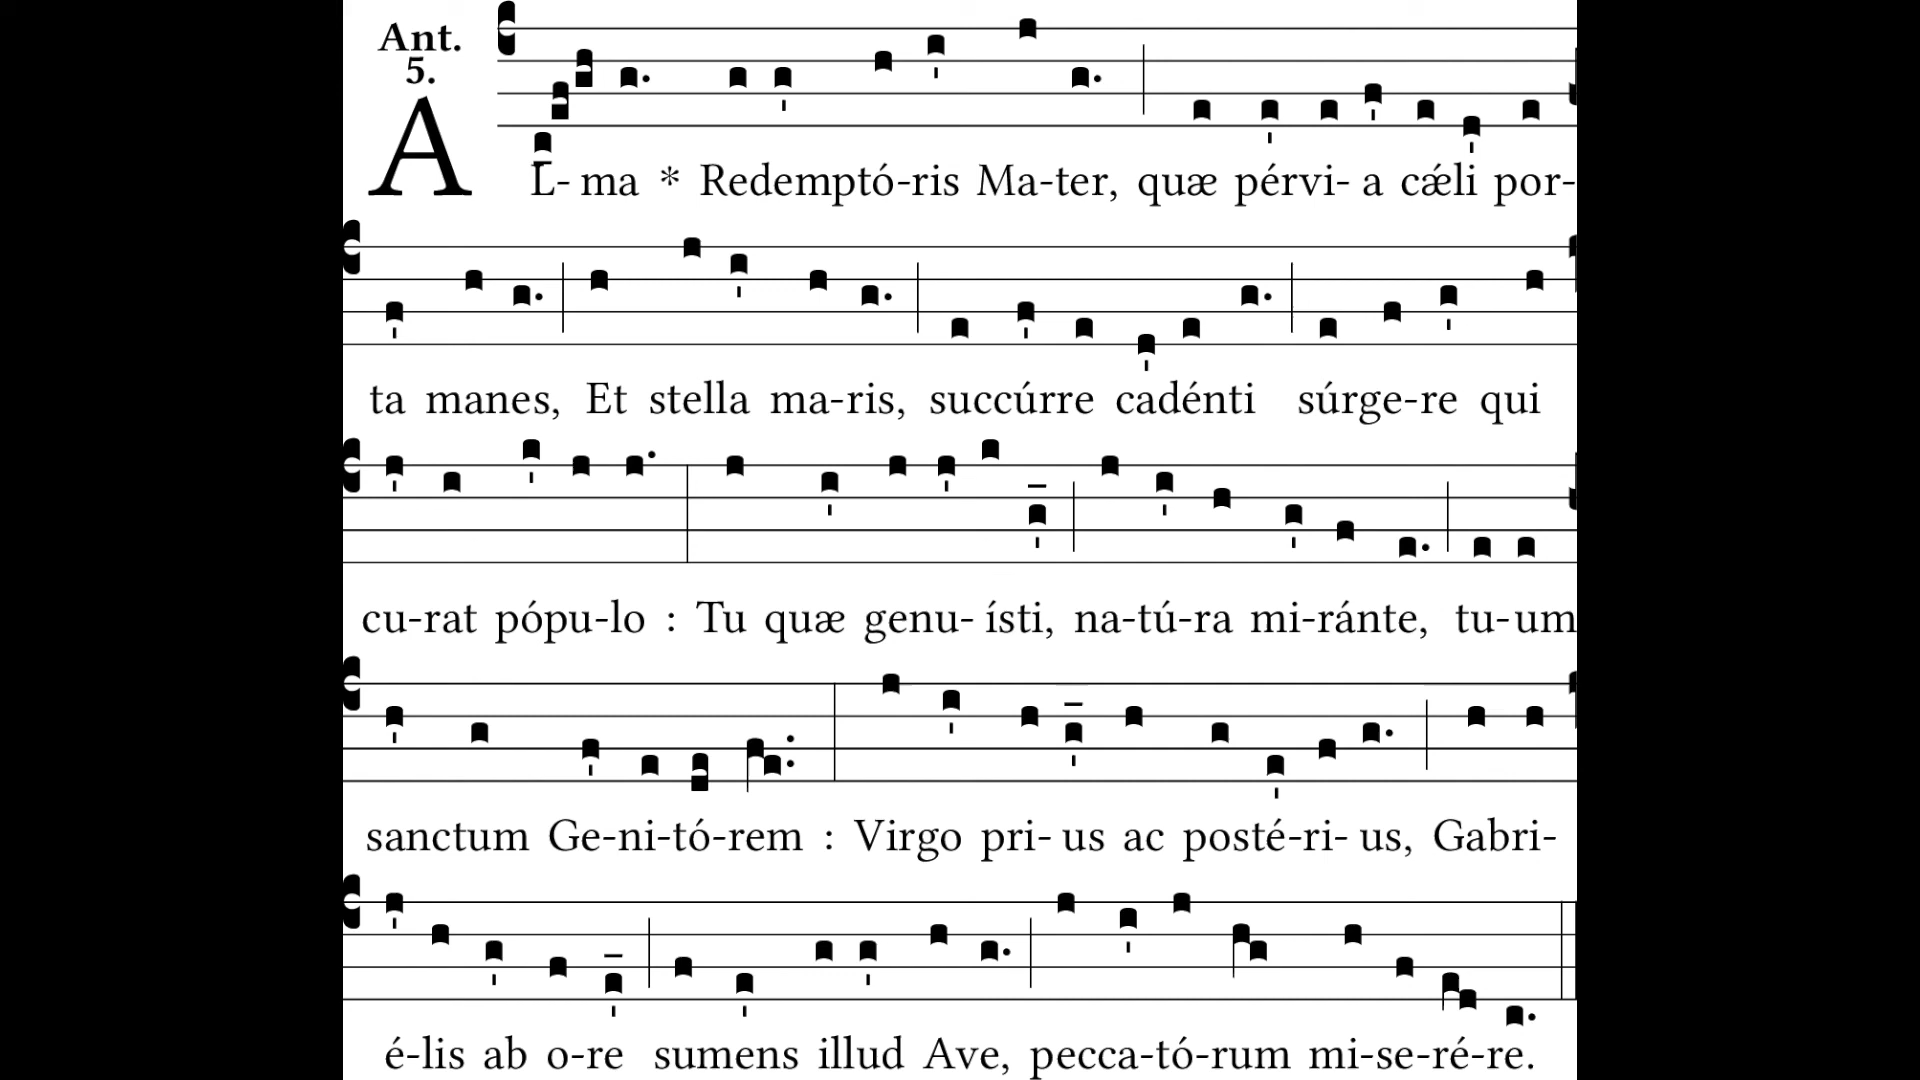 Ant.
5.
AL-ma * Redemptó-ris Ma-ter, quæ pérvi- a cǽli por-
ta manes, Et stella ma-ris, succúrre cadénti súrge-re qui
cu-rat pópu-lo : Tu quæ genu- ísti, na-tú-ra mi-ránte, tu-um
sanctum Ge-ni-tó-rem : Virgo pri- us ac posté-ri- us, Gabri-
é-lis ab o-re sumens illud Ave, pecca-tó-rum mi-se-ré-re.